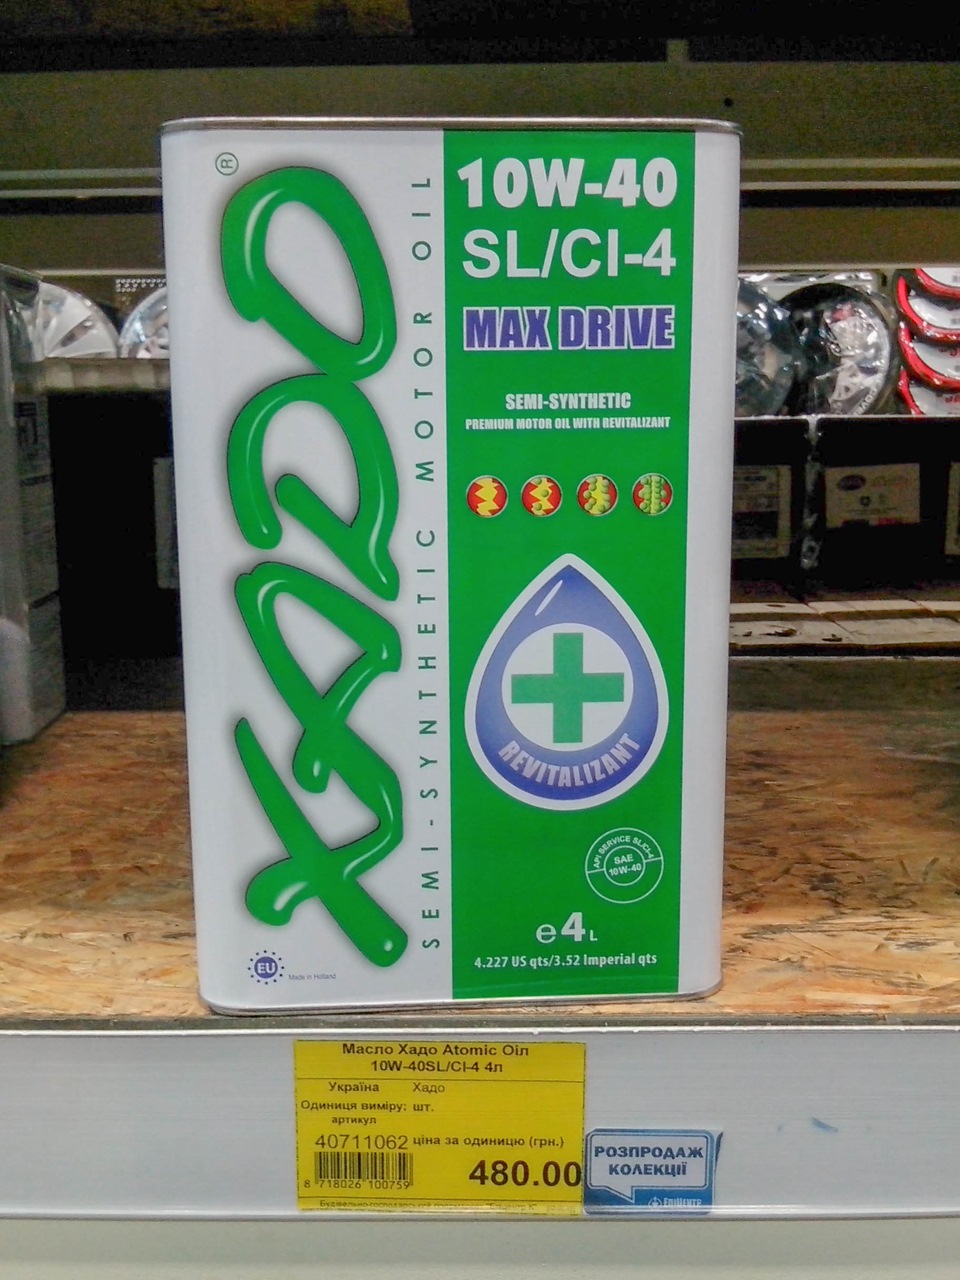 XADO
®
SEMI-SYNTHETIC MOTOR OIL
10W-40
SL/CI-4
MAX DRIVE
SEMI-SYNTHETIC
PREMIUM MOTOR OIL WITH REVITALIZANT
REVITALIZANT
API SERVICE SL/CI-4
SAE
10W-40
℮4L
4.227 US qts/3.52 Imperial qts
EU
Made in Holland
Масло Хадо Atomic Oіл
10W-40SL/CI-4 4л
Україна Хадо
Одиниця виміру: шт.
артикул
40711062 ціна за одиницю (грн.)
8 718026 100759
480.00
РОЗПРОДАЖ
КОЛЕКЦІЇ
ЕПІЦЕНТР